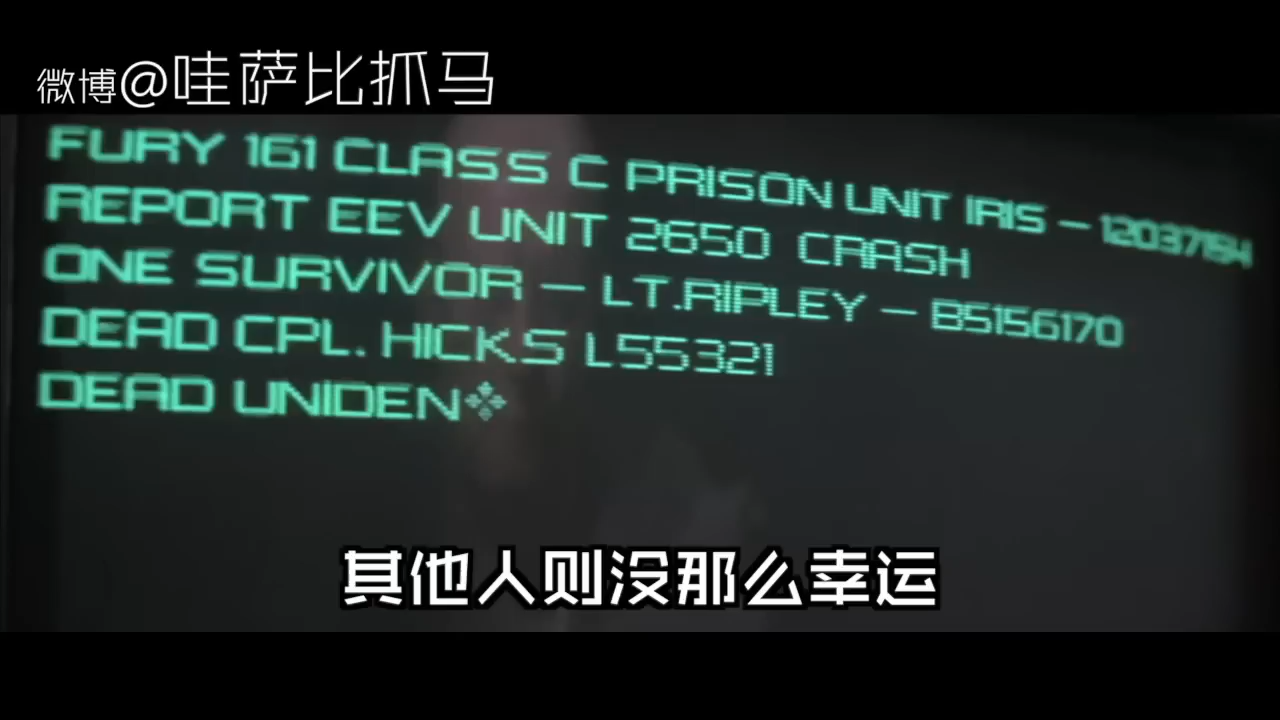 微博@哇萨比抓马
FURY 161 CLASS C PRISON UNIT IRIS – 12037154
REPORT EEV UNIT 2650 CRASH
ONE SURVIVOR – LT.RIPLEY – B5156170
DEAD CPL. HICKS L55321
DEAD UNIDEN
其他人则没那么幸运